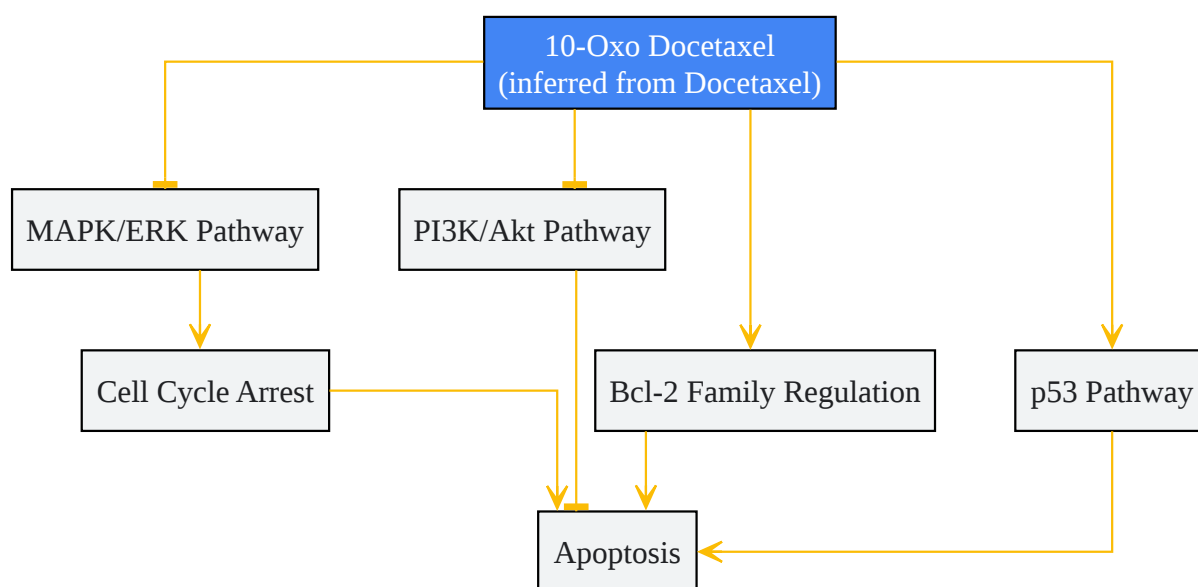 10-Oxo Docetaxel
(inferred from Docetaxel)
MAPK/ERK Pathway
PI3K/Akt Pathway
Cell Cycle Arrest
Bcl-2 Family Regulation
p53 Pathway
Apoptosis